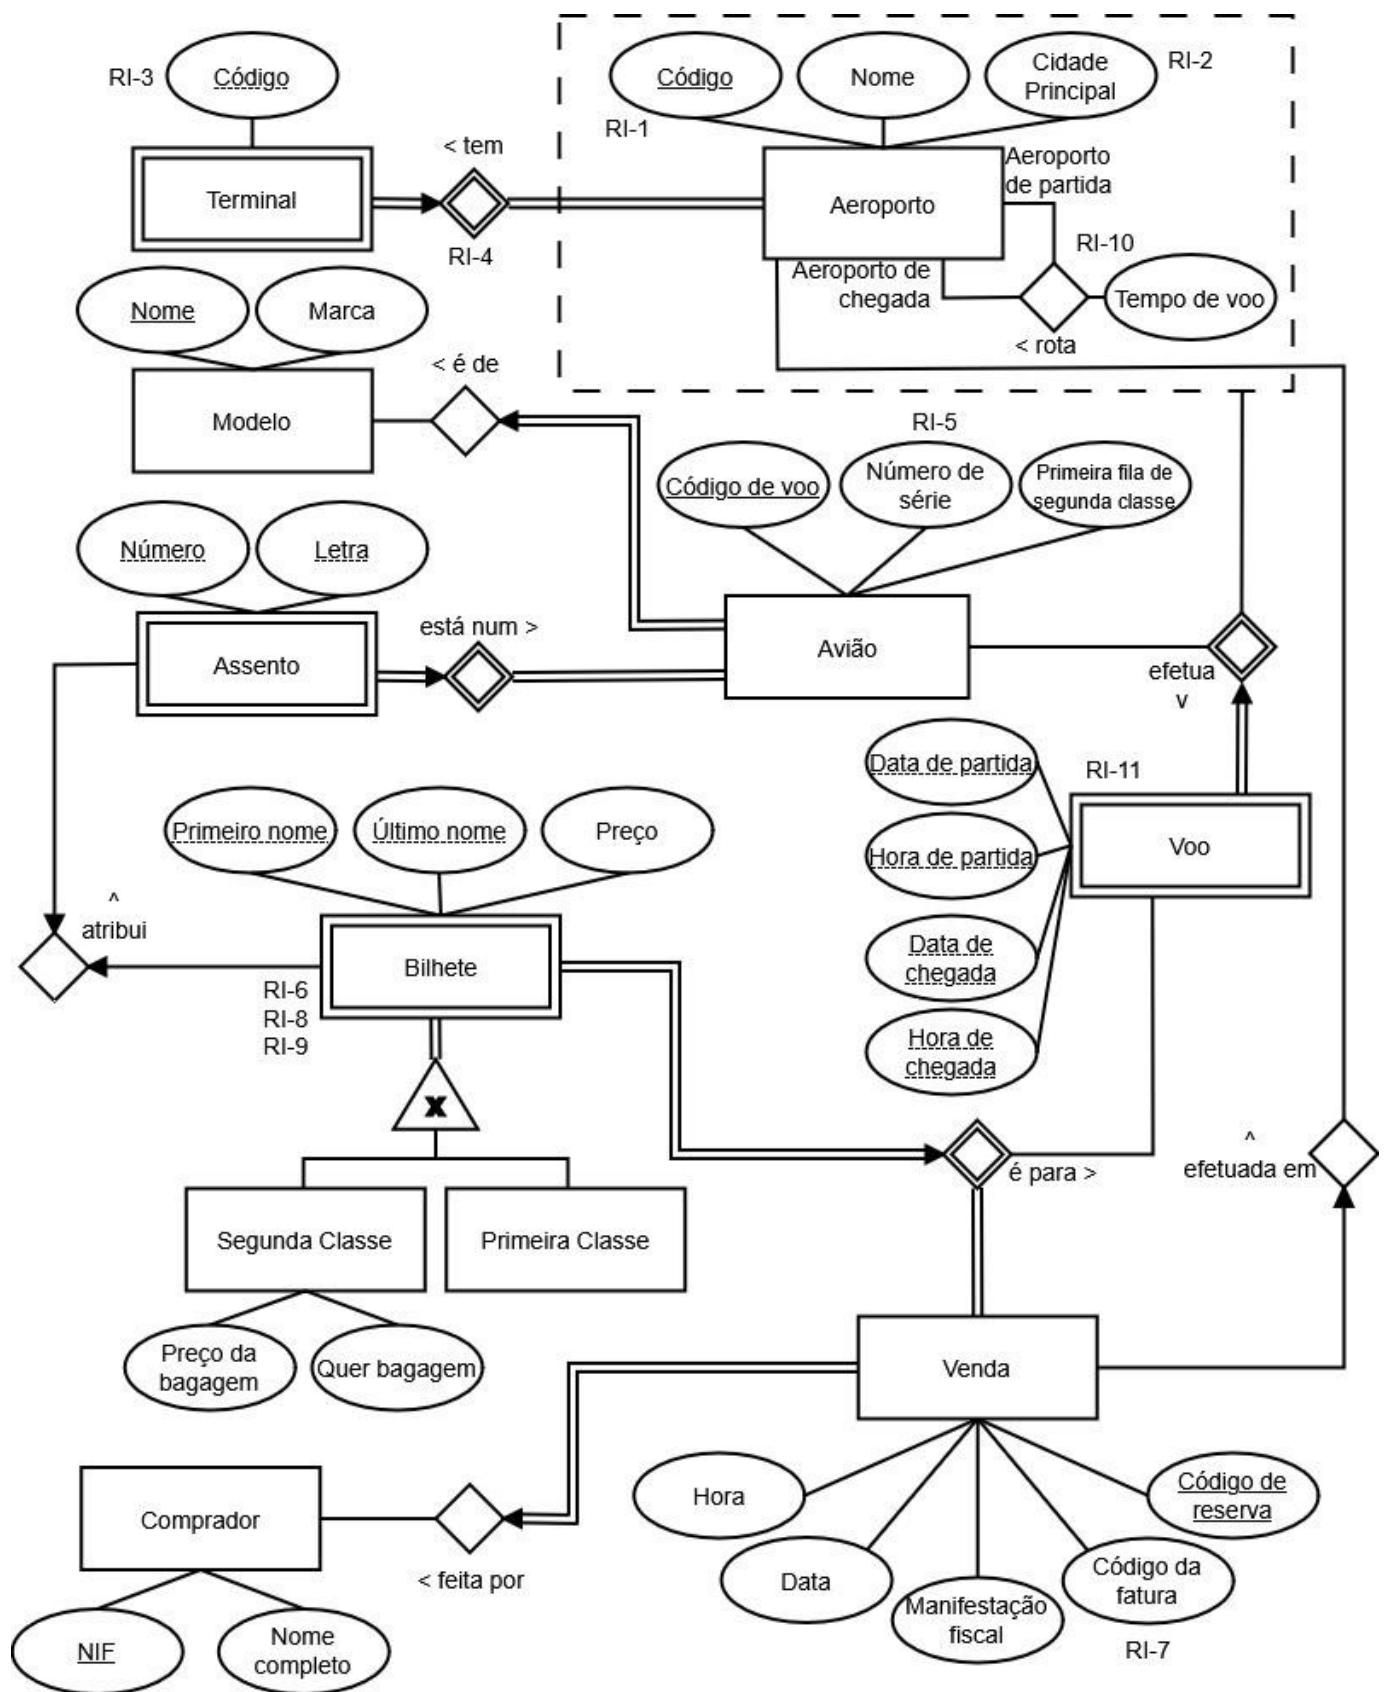 RI-3
Código
Código
Nome
Cidade
Principal
RI-2
RI-1
< tem
Terminal
Aeroporto
Aeroporto
de partida
RI-4
RI-10
Aeroporto de
chegada
Tempo de voo
< rota
Nome
Marca
< é de
Modelo
RI-5
Código de voo
Número de
série
Primeira fila de
segunda classe
Número
Letra
está num >
Assento
Avião
efetua
v
Data de partida
RI-11
Hora de partida
Voo
Primeiro nome
Último nome
Preço
^
atribui
Data de
chegada
Bilhete
RI-6
RI-8
RI-9
Hora de
chegada
x
é para >
^
efetuada em
Segunda Classe
Primeira Classe
Preço da
bagagem
Quer bagagem
Venda
Comprador
Hora
Código de
reserva
< feita por
Data
Manifestação
fiscal
Código da
fatura
NIF
Nome
completo
RI-7